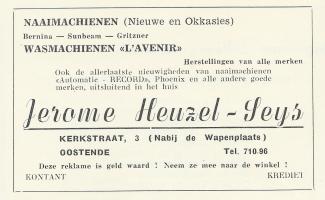 NAAIMACHIENEN (Nieuwe en Okkasies)
Bernina — Sunbeam — Gritzner
WASMACHIENEN «L'AVENIR»
Herstellingen van alle merken
Ook de allerlaatste nieuwigheden van naaimachienen
«Automatic - RECORD», Phoenix en alle andere goede
merken, uitsluitend in het huis
Jerome Heuzel-Seys
KERKSTRAAT, 3 (Nabij de Wapenplaats)
OOSTENDE Tel. 710.96
Deze reklame is geld waard ! Neem ze mee naar de winkel !
KONTANT KREDIET